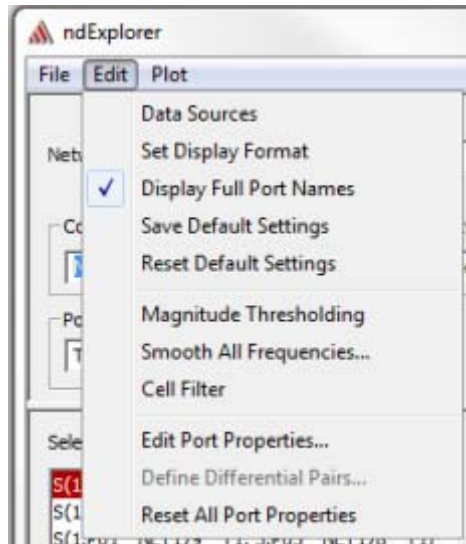 ndExplorer
File Edit Plot
Data Sources
Set Display Format
Display Full Port Names
Save Default Settings
Reset Default Settings
Magnitude Thresholding
Smooth All Frequencies...
Cell Filter
Edit Port Properties...
Define Differential Pairs...
Reset All Port Properties